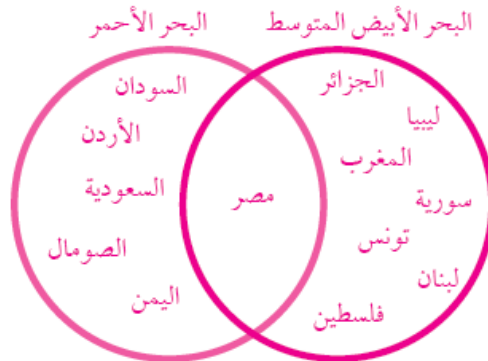 البحر الأبيض المتوسط
البحر الأحمر
الجزائر
ليبيا
المغرب
سورية
تونس
لبنان
فلسطين
مصر
السودان
الأردن
السعودية
الصومال
اليمن